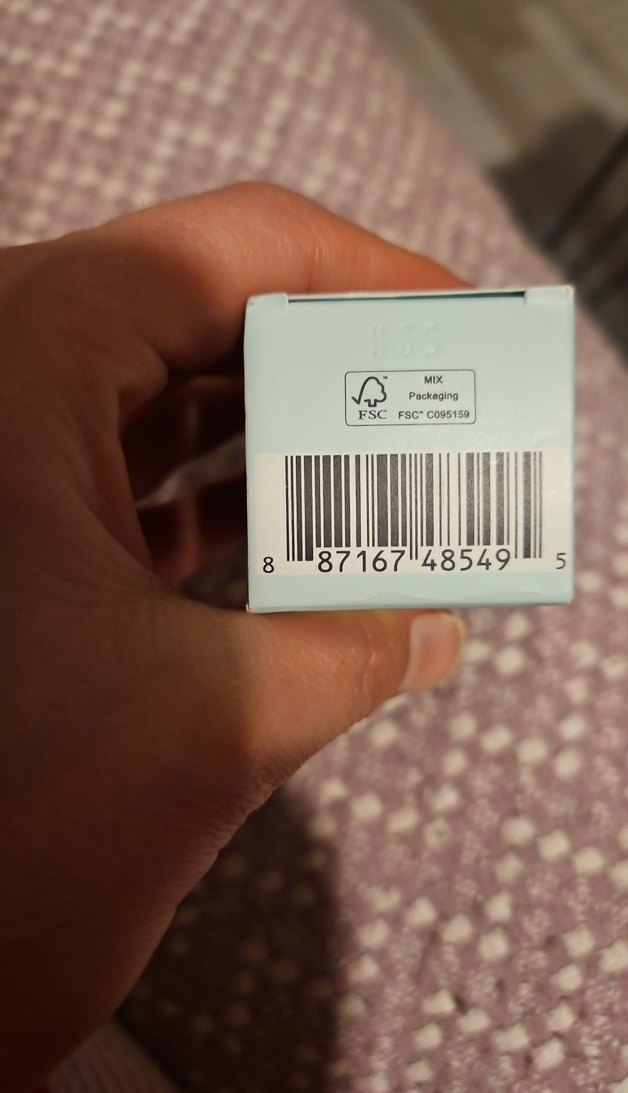 MIX
Packaging
FSC™ C095159
FSC
8 87167 48549 5